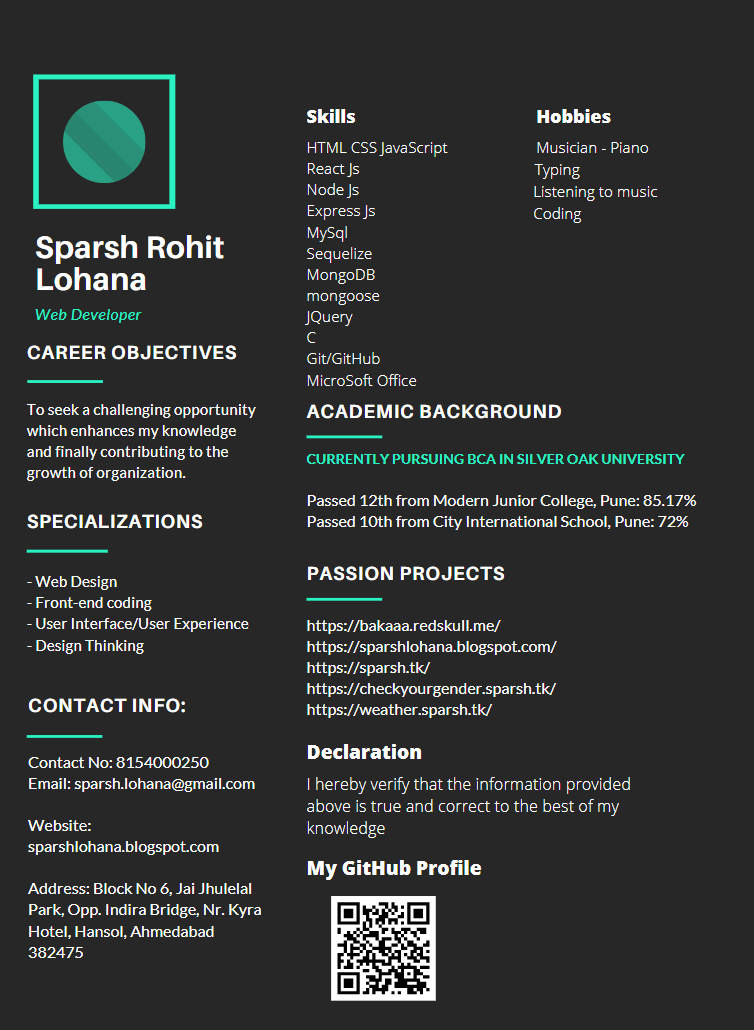 Sparsh Rohit
Lohana
Web Developer
CAREER OBJECTIVES
To seek a challenging opportunity
which enhances my knowledge
and finally contributing to the
growth of organization.
SPECIALIZATIONS
- Web Design
- Front-end coding
- User Interface/User Experience
- Design Thinking
CONTACT INFO:
Contact No: 8154000250
Email: sparsh.lohana@gmail.com
Website:
sparshlohana.blogspot.com
Address: Block No 6, Jai Jhulelal
Park, Opp. Indira Bridge, Nr. Kyra
Hotel, Hansol, Ahmedabad
382475
Skills
HTML CSS JavaScript
React Js
Node Js
Express Js
MySql
Sequelize
MongoDB
mongoose
JQuery
C
Git/GitHub
MicroSoft Office
Hobbies
Musician - Piano
Typing
Listening to music
Coding
ACADEMIC BACKGROUND
CURRENTLY PURSUING BCA IN SILVER OAK UNIVERSITY
Passed 12th from Modern Junior College, Pune: 85.17%
Passed 10th from City International School, Pune: 72%
PASSION PROJECTS
https://bakaaa.redskull.me/
https://sparshlohana.blogspot.com/
https://sparsh.tk/
https://checkyourgender.sparsh.tk/
https://weather.sparsh.tk/
Declaration
I hereby verify that the information provided
above is true and correct to the best of my
knowledge
My GitHub Profile